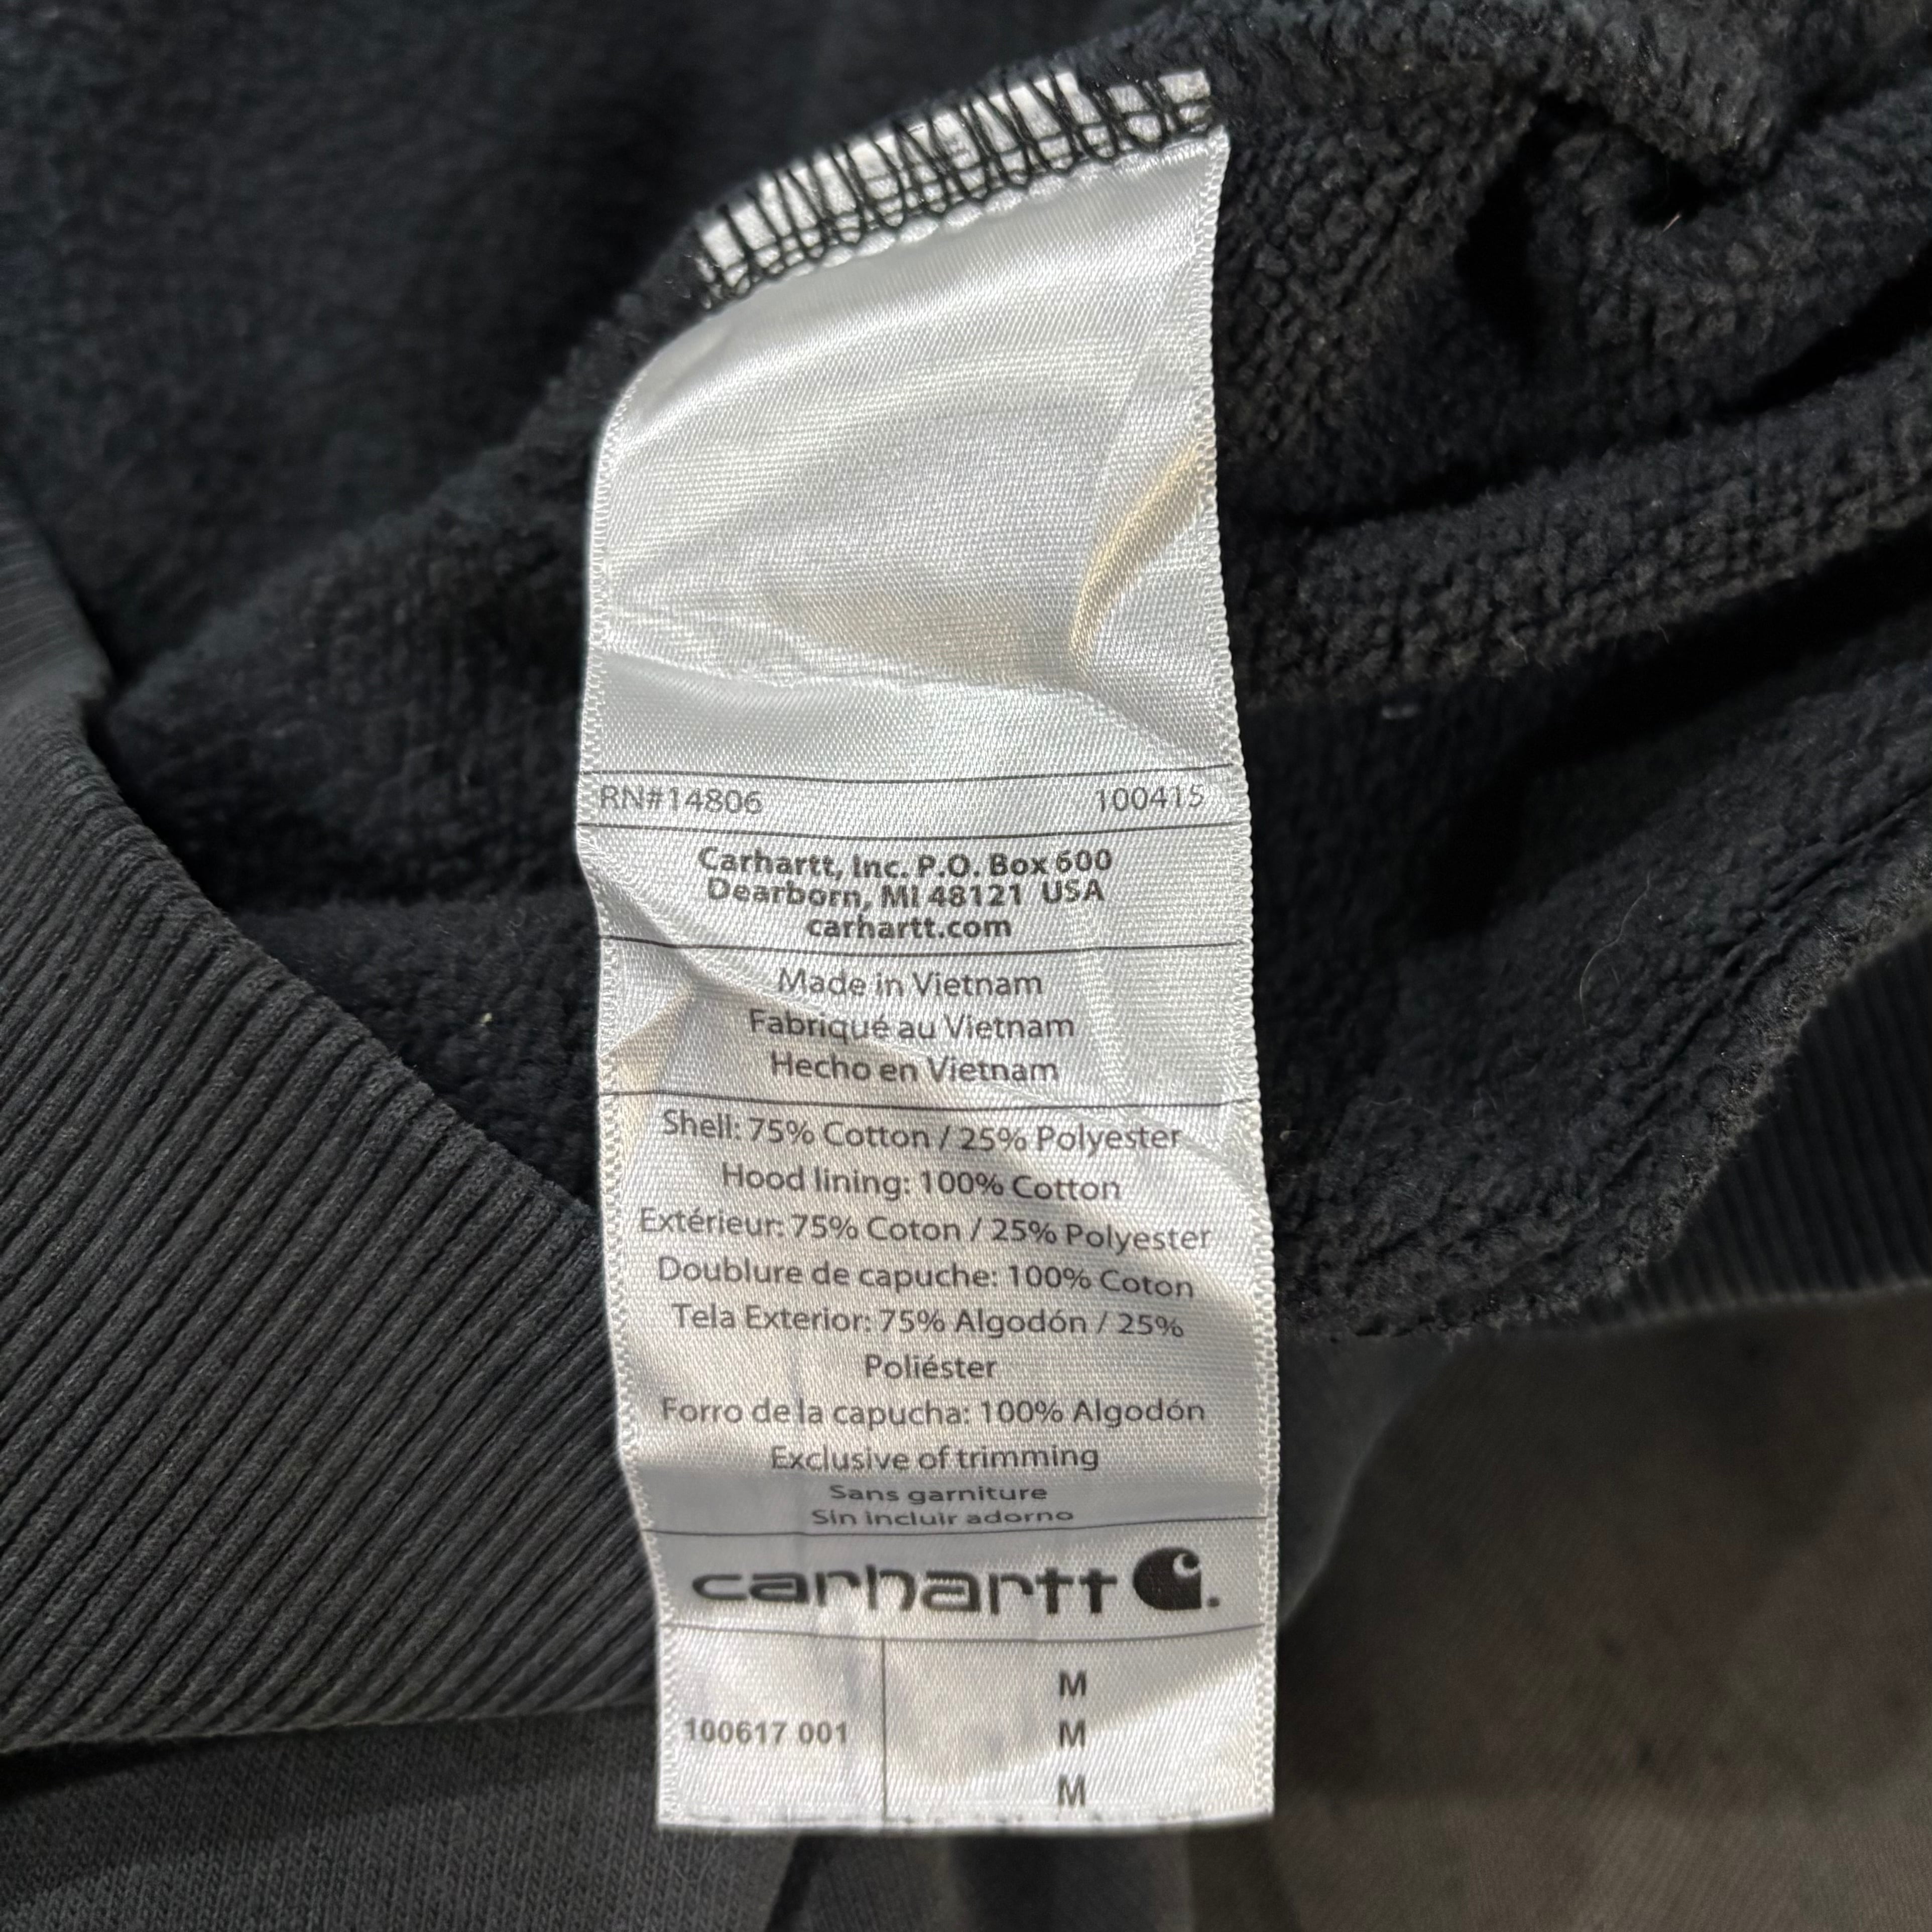 RN#14806 100415
Carhartt, Inc. P.O. Box 600
Dearborn, MI 48121 USA
carhartt.com
Made in Vietnam
Fabriqué au Vietnam
Hecho en Vietnam
Shell: 75% Cotton / 25% Polyester
Hood lining: 100% Cotton
Extérieur: 75% Coton / 25% Polyester
Doublure de capuche: 100% Coton
Tela Exterior: 75% Algodón / 25%
Poliéster
Forro de la capucha: 100% Algodón
Exclusive of trimming
Sans garniture
Sin incluir adorno
carhartt
M
100617 001 M
M